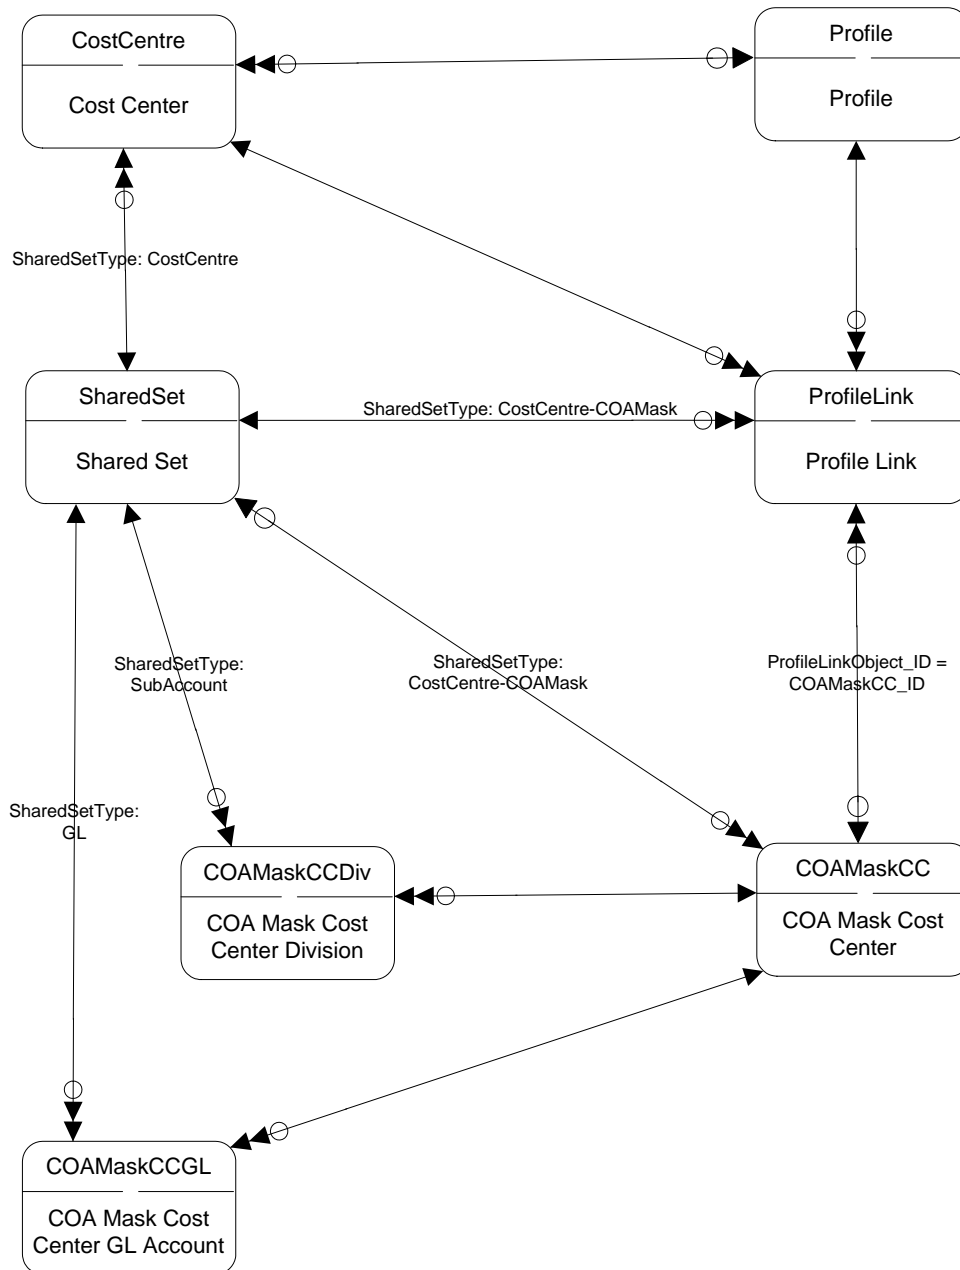 CostCentre
Cost Center
Profile
Profile
SharedSetType: CostCentre
SharedSet
Shared Set
SharedSetType: CostCentre-COAMask
ProfileLink
Profile Link
SharedSetType:
SubAccount
SharedSetType:
CostCentre-COAMask
ProfileLinkObject_ID =
COAMaskCC_ID
SharedSetType:
GL
COAMaskCCDiv
COA Mask Cost
Center Division
COAMaskCC
COA Mask Cost
Center
COAMaskCCGL
COA Mask Cost
Center GL Account